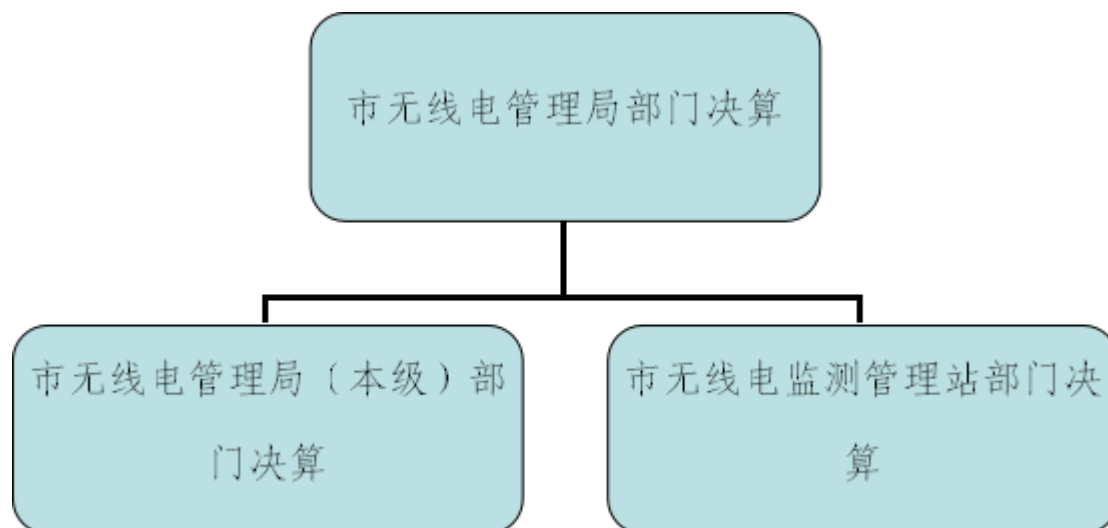 市无线电管理局部门决算
市无线电管理局（本级）部
门决算
市无线电监测管理站部门决
算